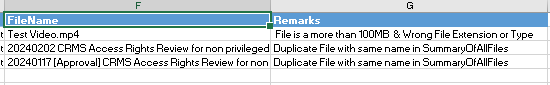 F G
FileName Remarks
Test Video.mp4 File is a more than 100MB & Wrong File Extension or Type
20240202 CRMS Access Rights Review for non privileged Duplicate File with same name in SummaryOfAllFiles
20240117 [Approval] CRMS Access Rights Review for non Duplicate File with same name in SummaryOfAllFiles